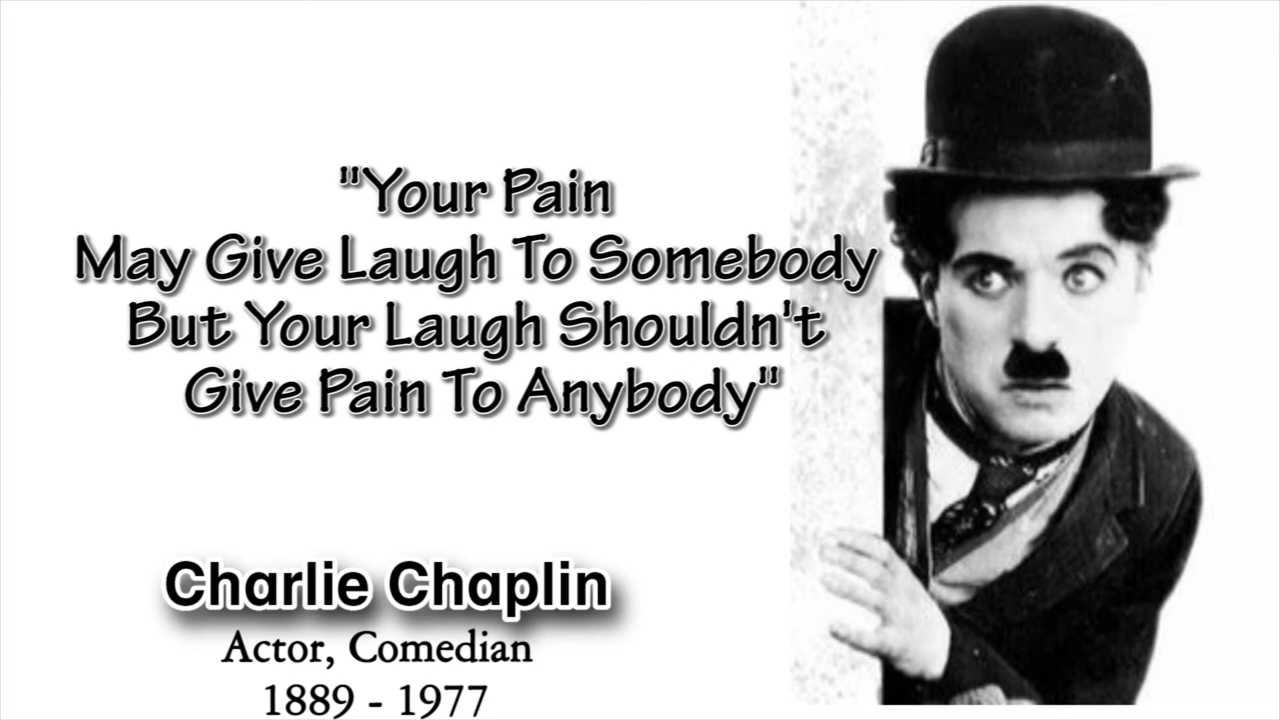 "Your Pain
May Give Laugh To Somebody
But Your Laugh Shouldn't
Give Pain To Anybody"
Charlie Chaplin
Actor, Comedian
1889 - 1977